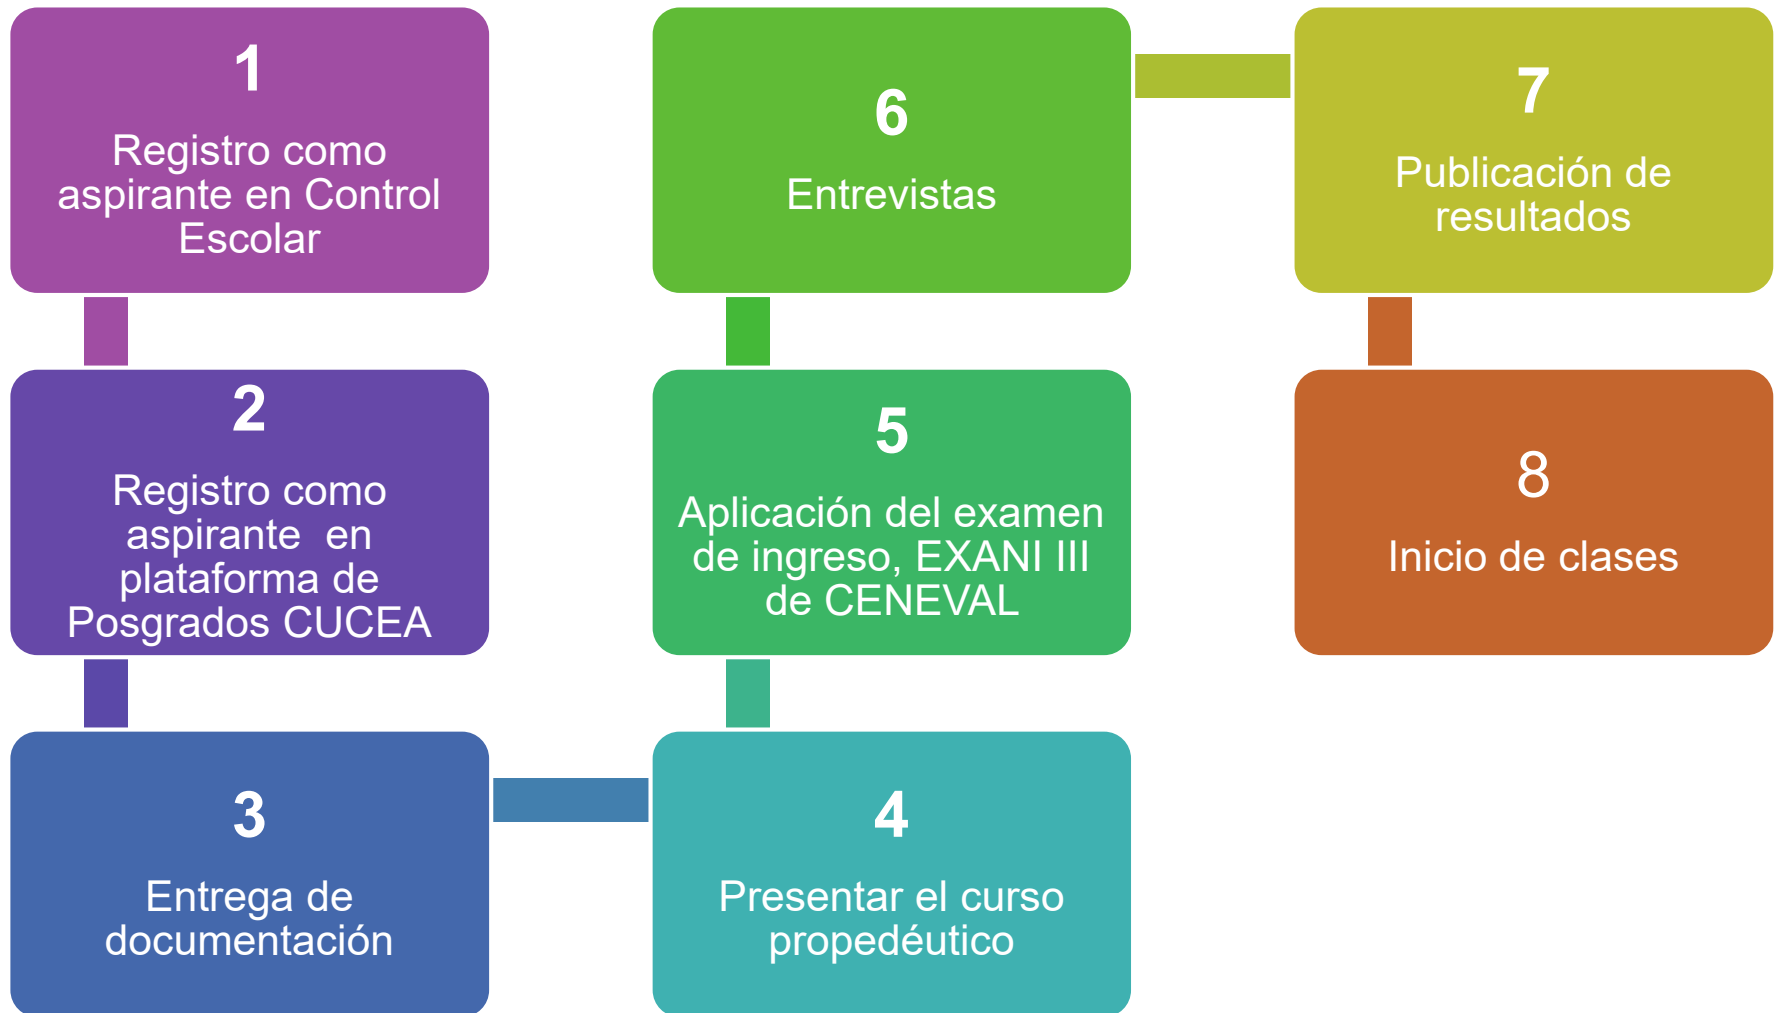 1
Registro como
aspirante en Control
Escolar
2
Registro como
aspirante  en
plataforma de
Posgrados CUCEA
3
Entrega de
documentación
4
Presentar el curso
propedéutico
5
Aplicación del examen
de ingreso, EXANI III
de CENEVAL
6
Entrevistas
7
Publicación de
resultados
8
Inicio de clases